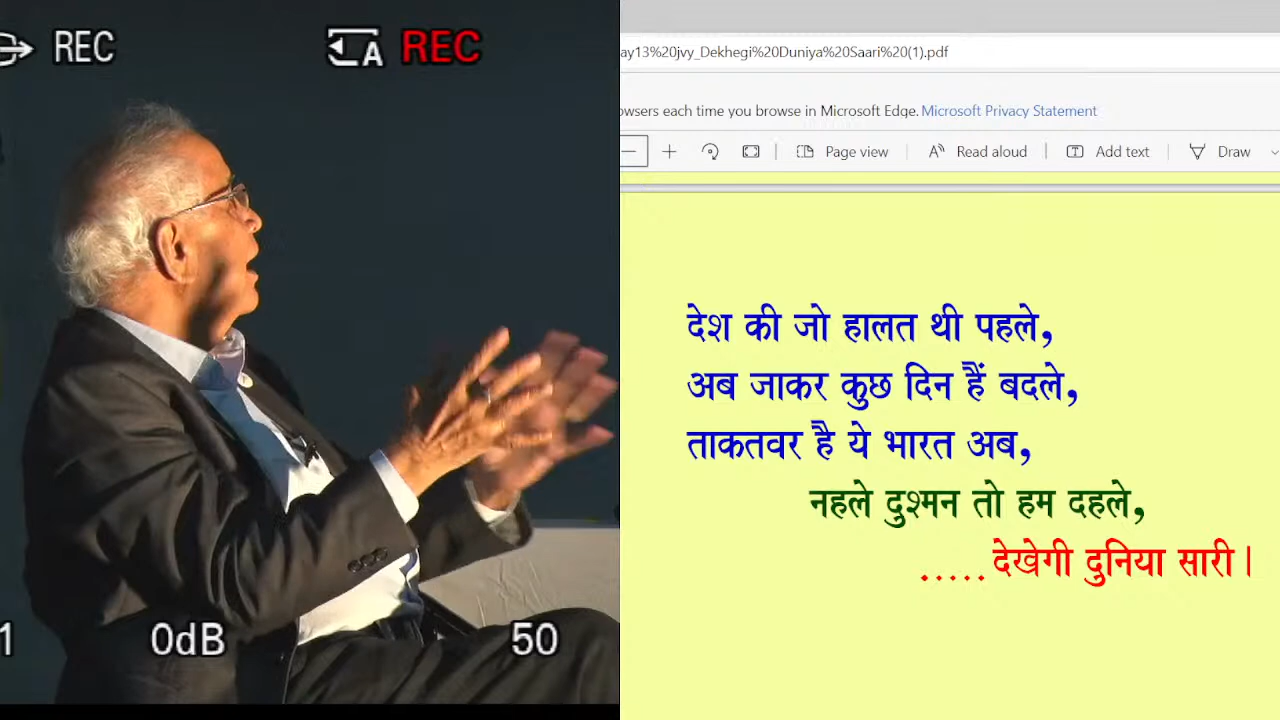 REC
REC
ay13%20jvy_Dekhegi%20Duniya%20Saari%20(1).pdf
owsers each time you browse in Microsoft Edge. Microsoft Privacy Statement
Page view
Read aloud
Add text
Draw
देश की जो हालत थी पहले,
अब जाकर कुछ दिन हैं बदले,
ताकतवर है ये भारत अब,
नहले दुश्मन तो हम दहले,
.....देखेगी दुनिया सारी।
1 0dB 50